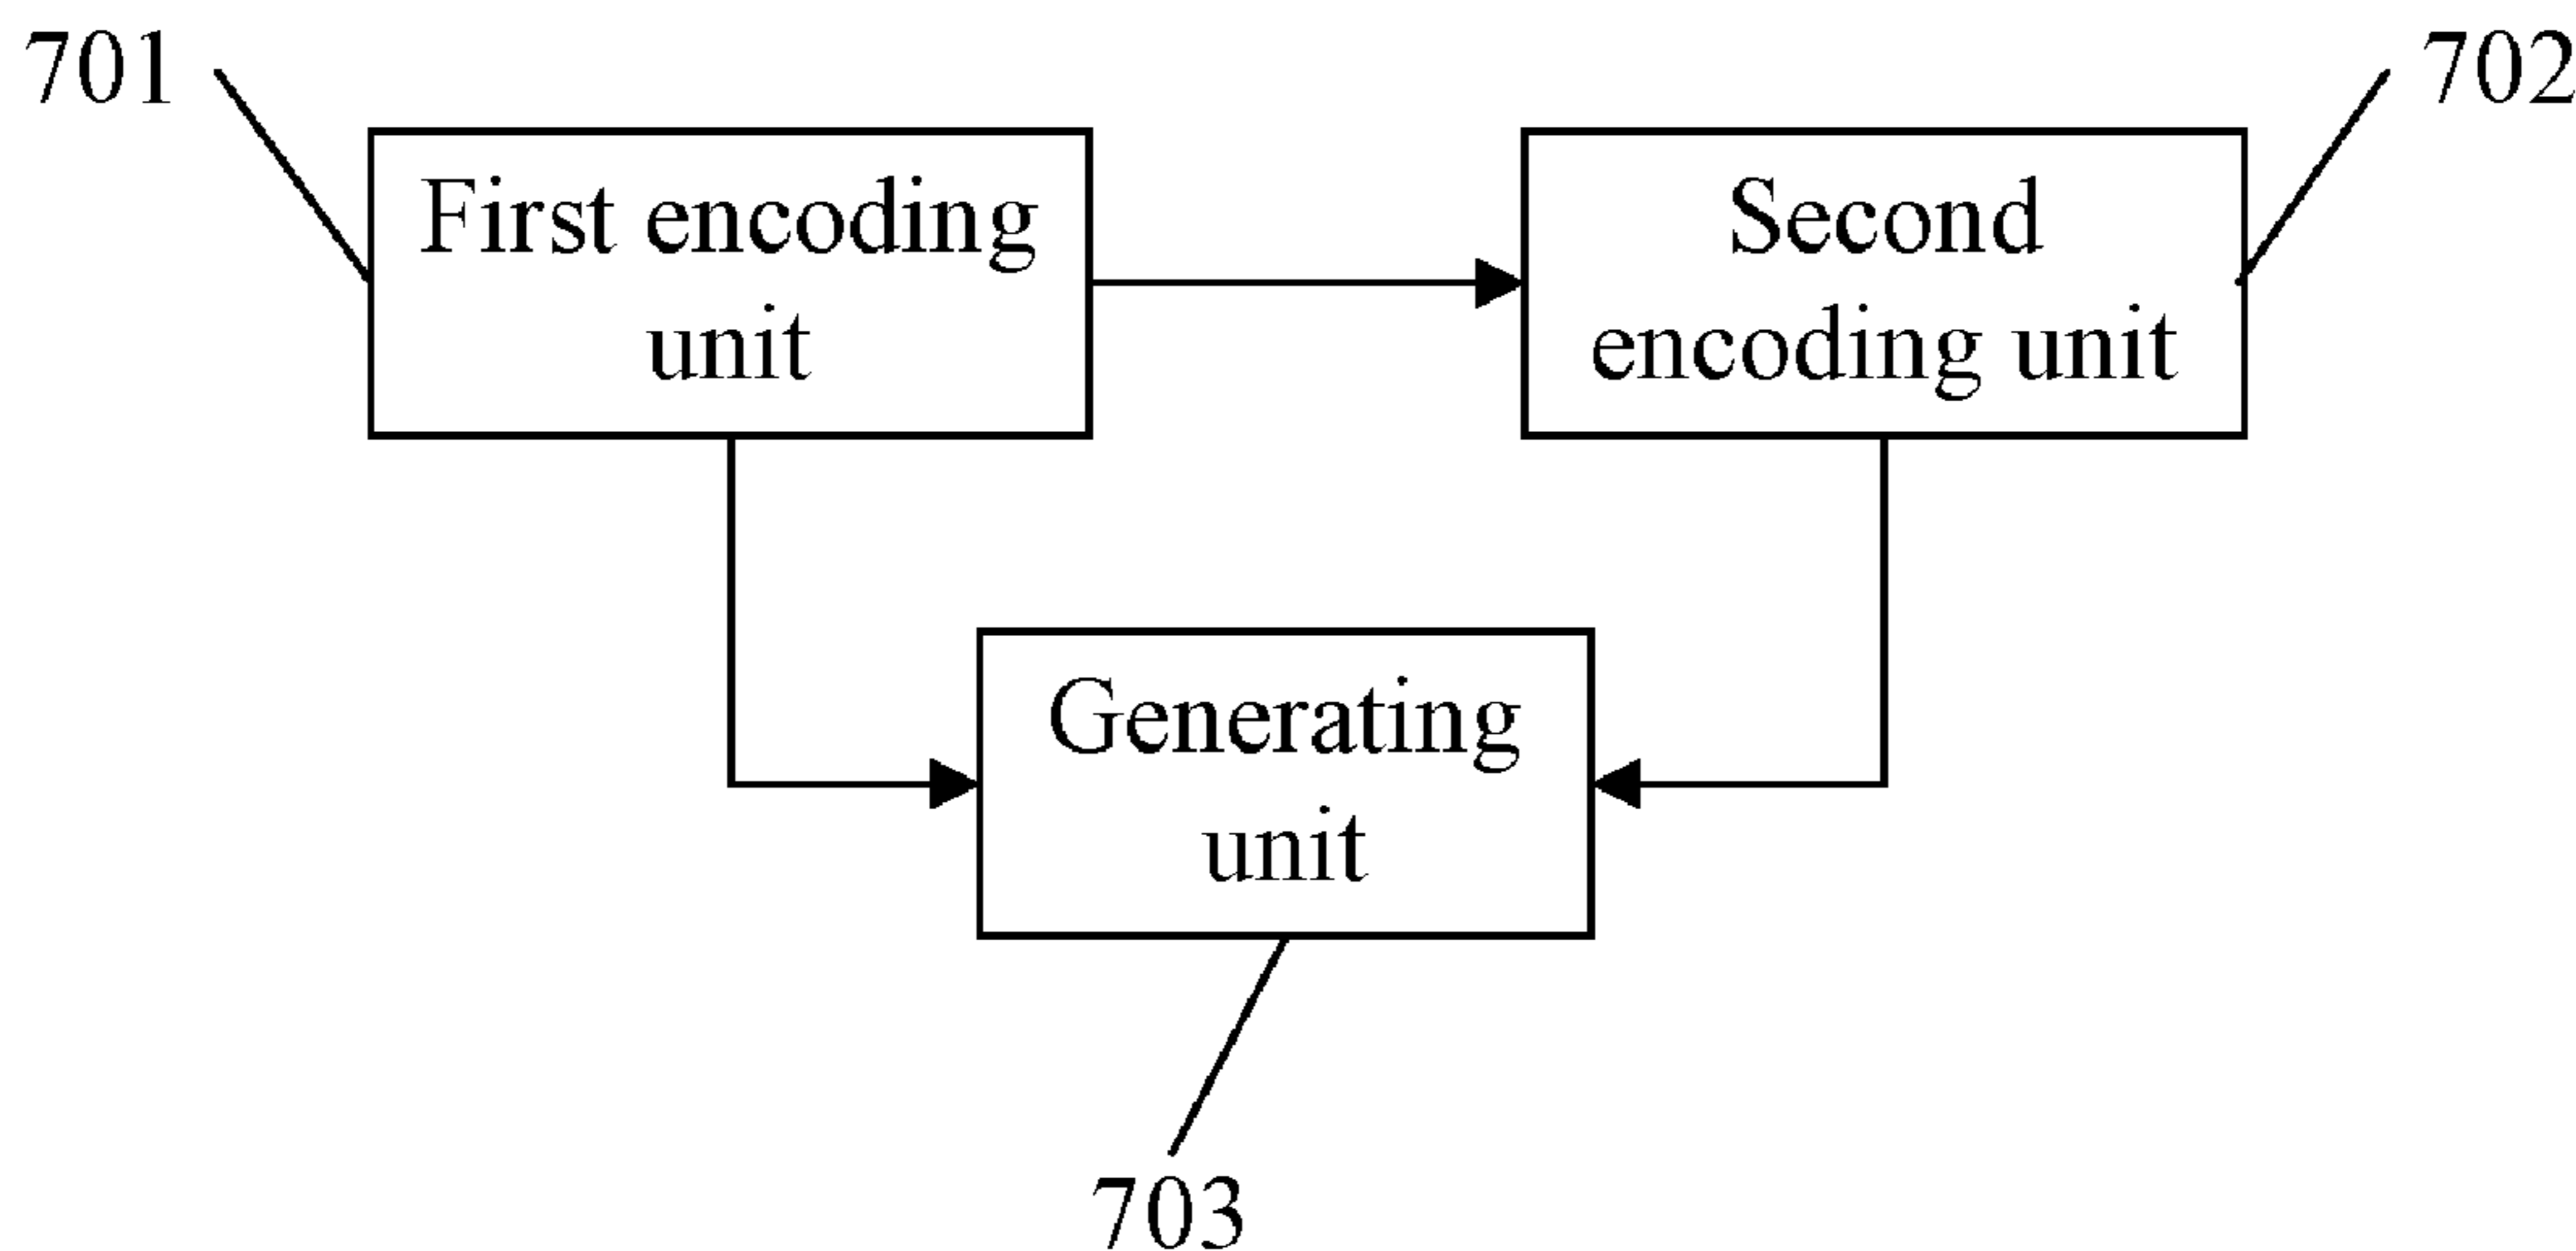 701
702
First encoding
unit
Second
encoding unit
Generating
unit
703